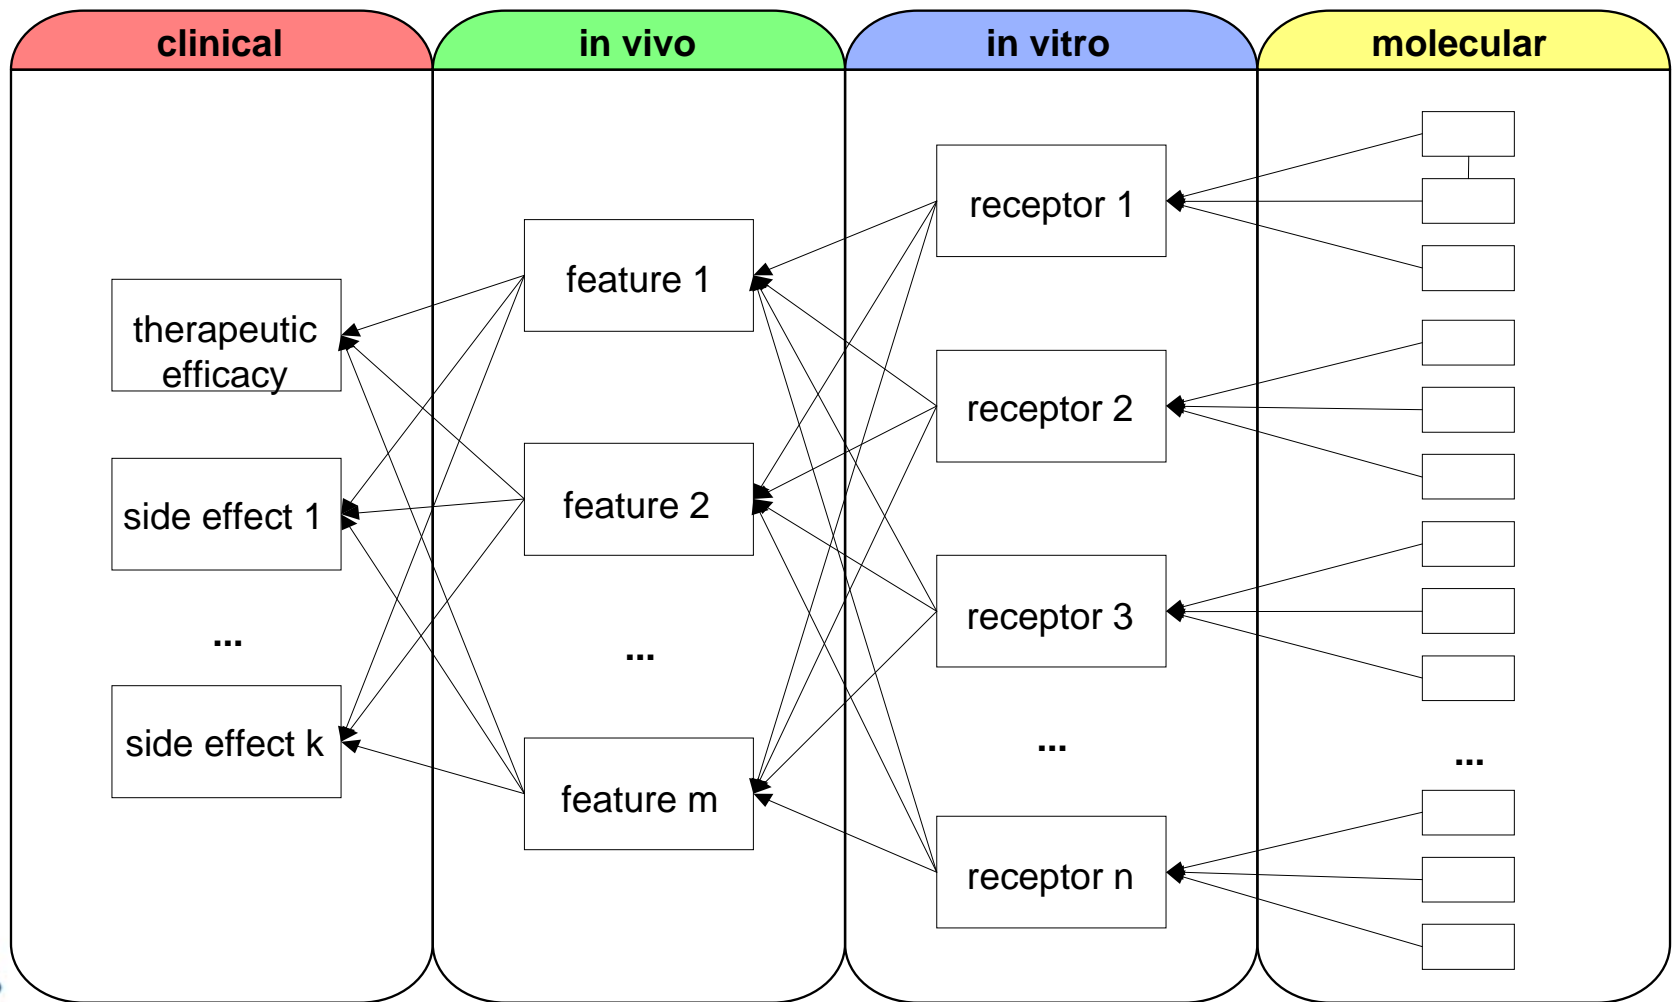 clinical
in vivo
in vitro
molecular
therapeutic
efficacy
side effect 1
...
side effect k
feature 1
feature 2
...
feature m
receptor 1
receptor 2
receptor 3
...
receptor n
...